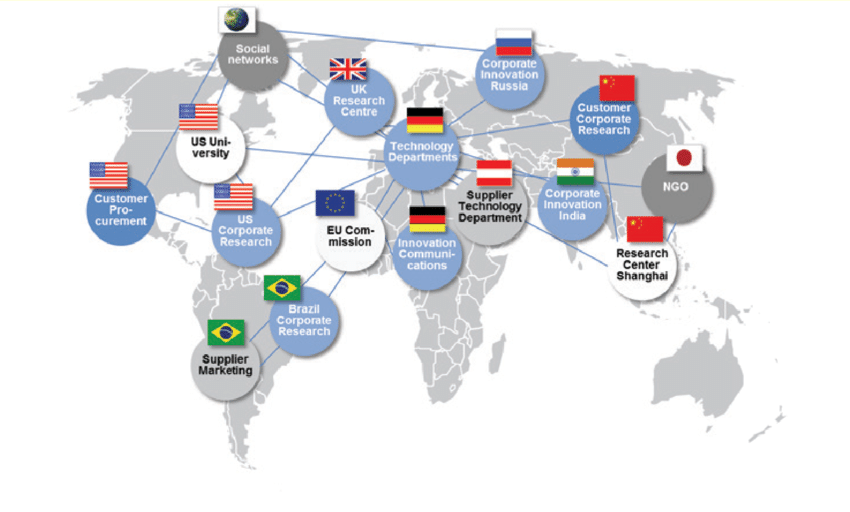 Social
networks
UK
Research
Centre
Corporate
Innovation
Russia
Customer
Corporate
Research
US Uni-
versity
Technology
Departments
NGO
Customer
Pro-
curement
US
Corporate
Research
EU Com-
mission
Innovation
Communi-
cations
Supplier
Technology
Department
Corporate
Innovation
India
Research
Center
Shanghai
Brazil
Corporate
Research
Supplier
Marketing